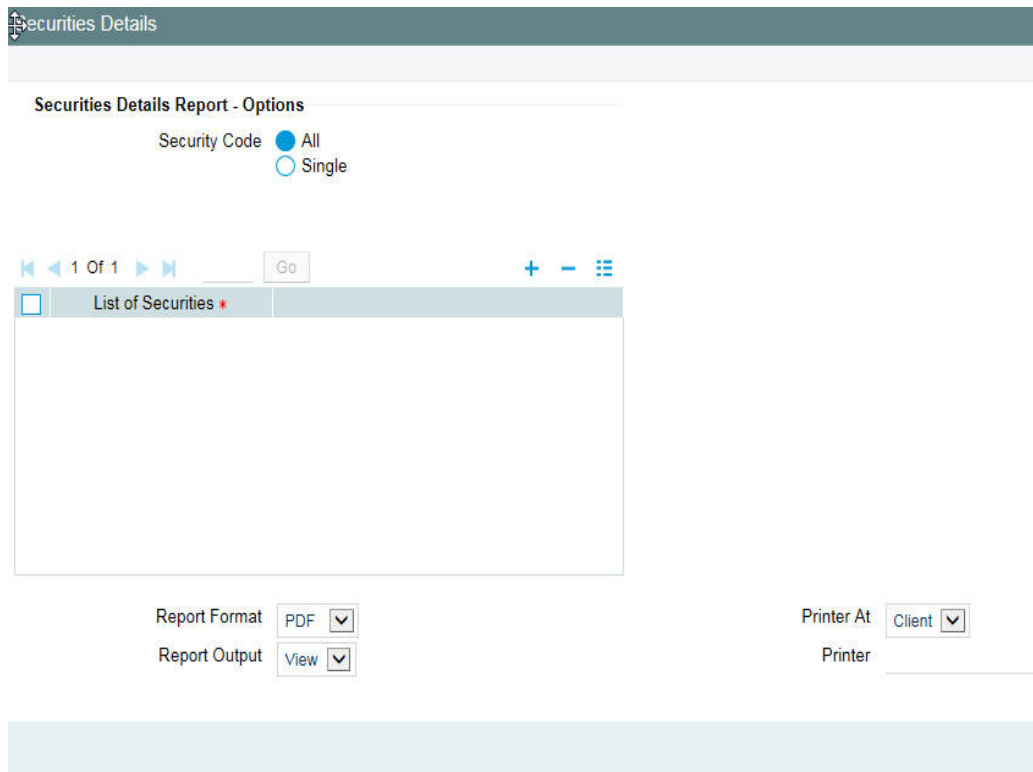 Securities Details
Securities Details Report - Options
Security Code All
Single
1 Of 1 Go
List of Securities *
Report Format PDF
Printer At Client
Report Output View
Printer